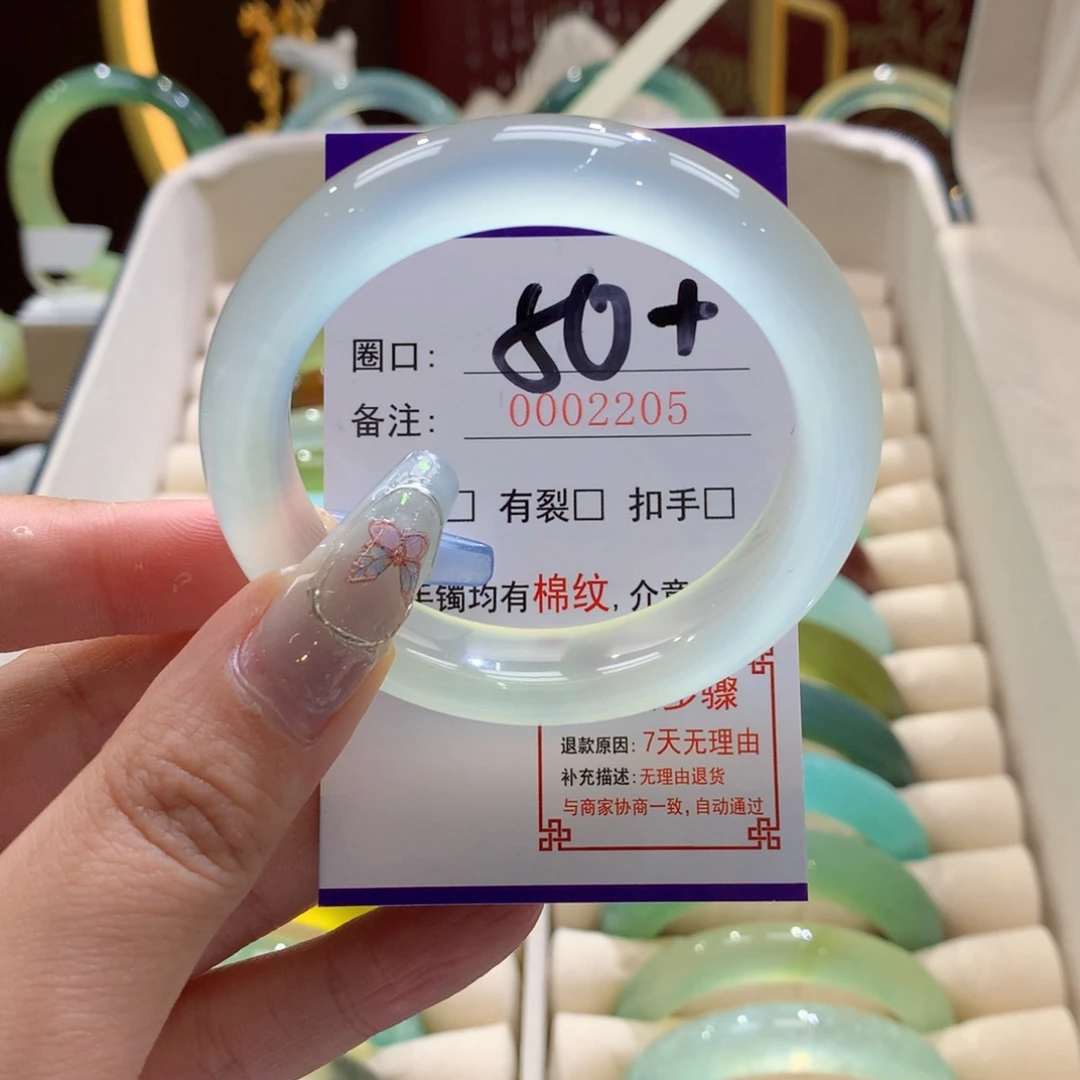 圈口: 50+
备注: 0002205
□ 有裂□ 扣手□
手镯均有棉纹, 介意
步骤
退款原因: 7天无理由
补充描述: 无理由退货
与商家协商一致, 自动通过